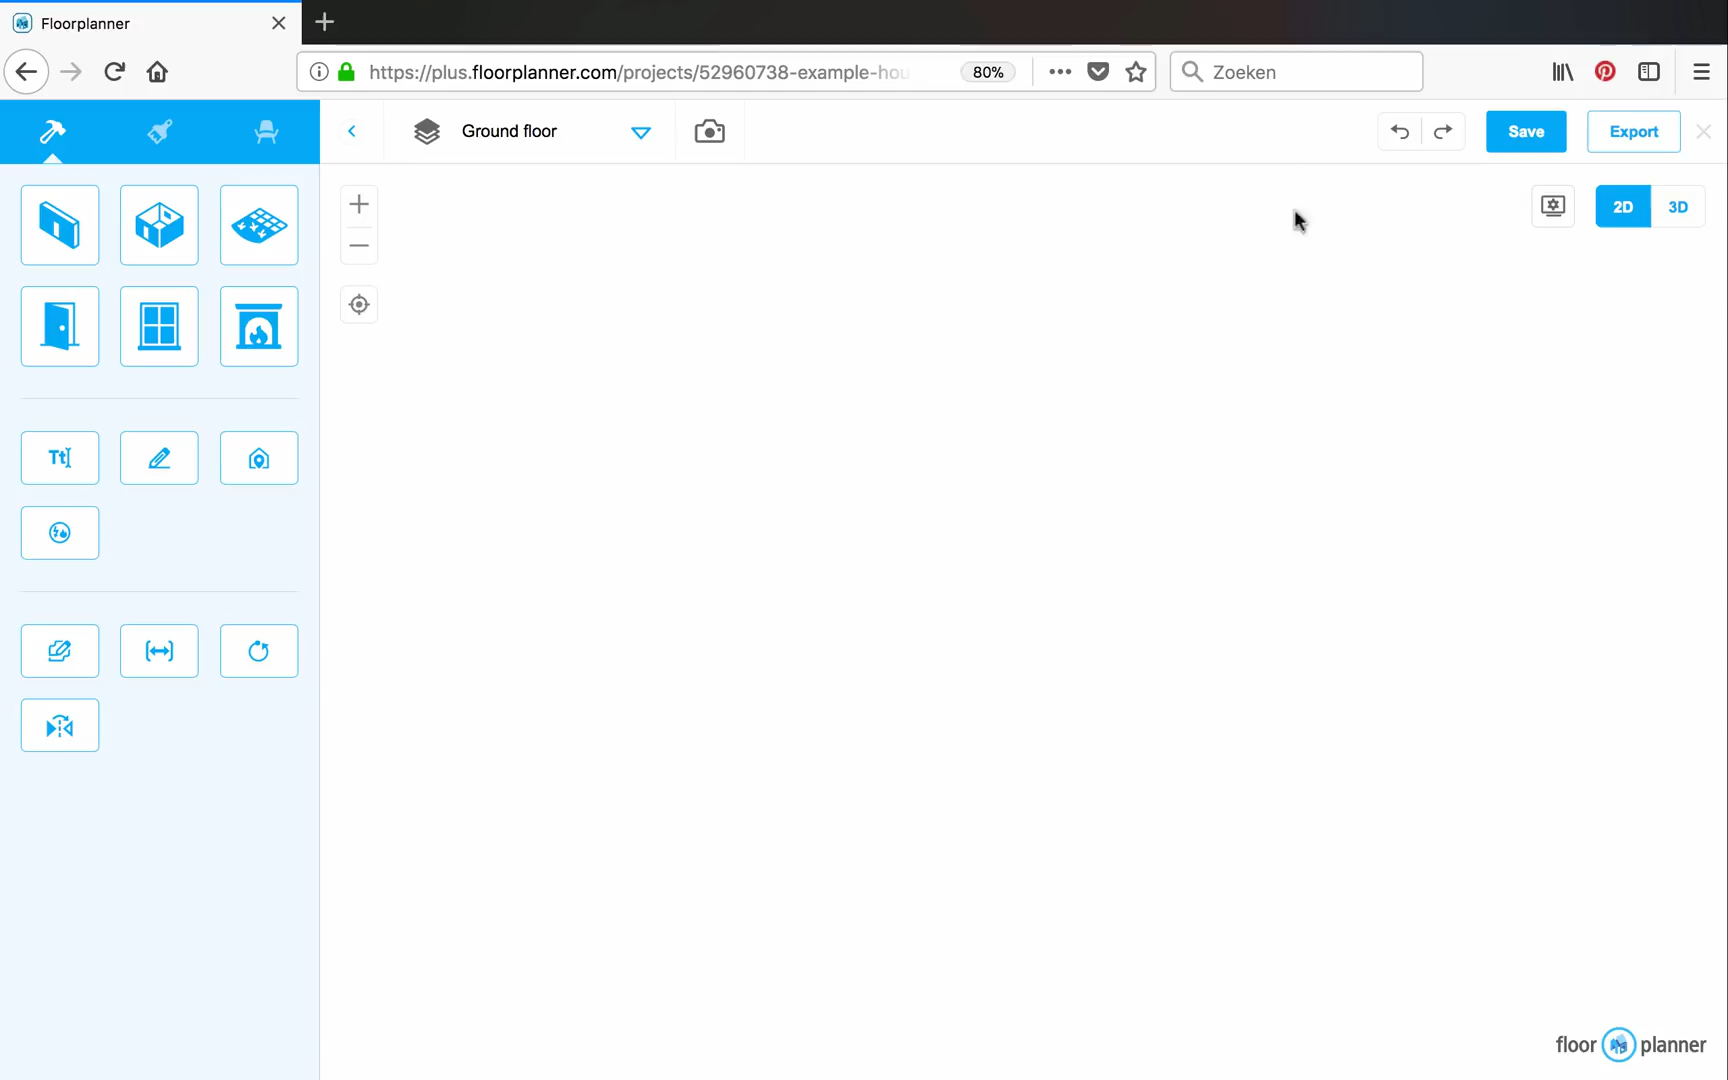 Floorplanner
https://plus.floorplanner.com/projects/52960738-example-hou
80%
Zoeken
Ground floor
Save
Export
2D
3D
Tt
floor planner